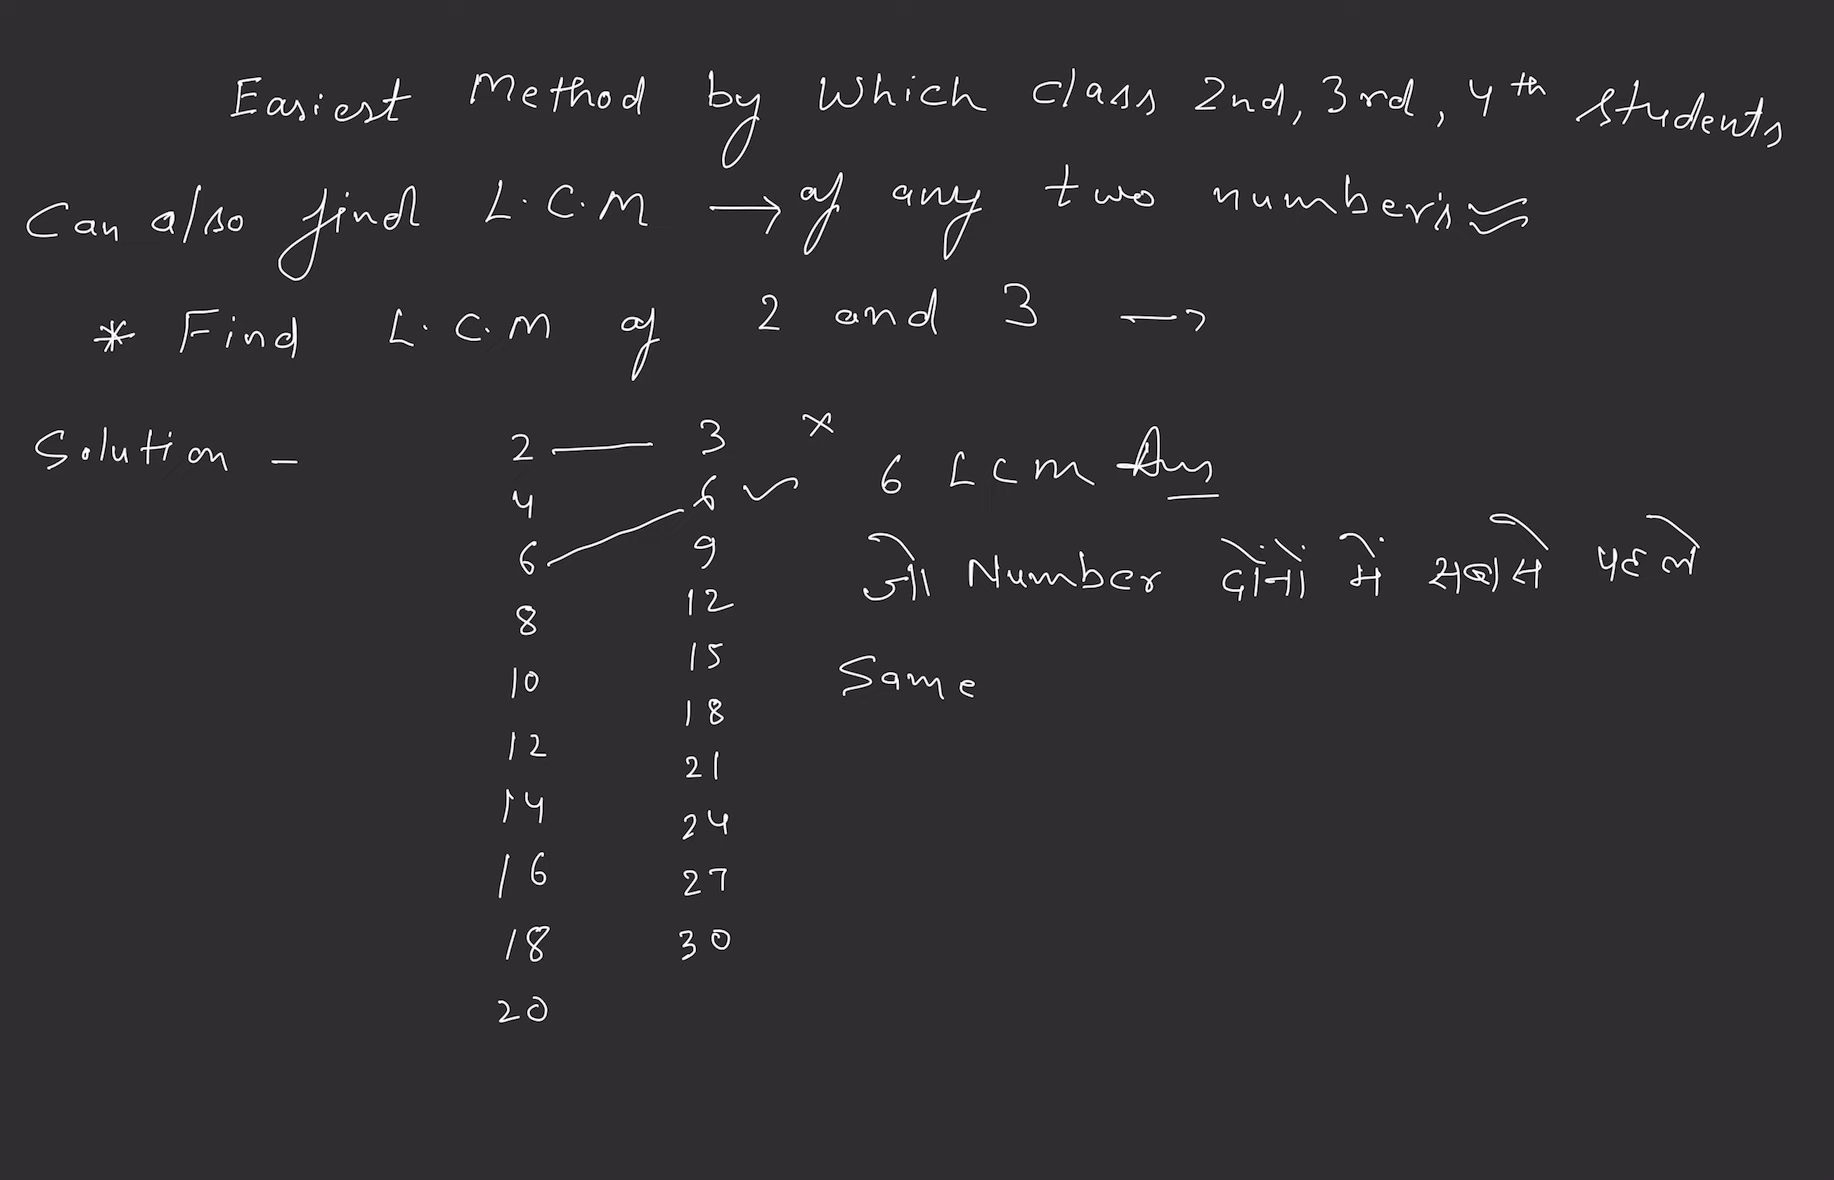 Easiest Method by Which class 2nd, 3rd, 4th students
Can also find L.C.M → of any two number's
* Find L.C.M of 2 and 3 →
Solution - 2 — 3 × 
4 6 6 LCM Ans
6 9 जो Number दोनों में सबसे पहले
8 12
10 15 Same
12 18
14 21
16 24
18 27
20 30